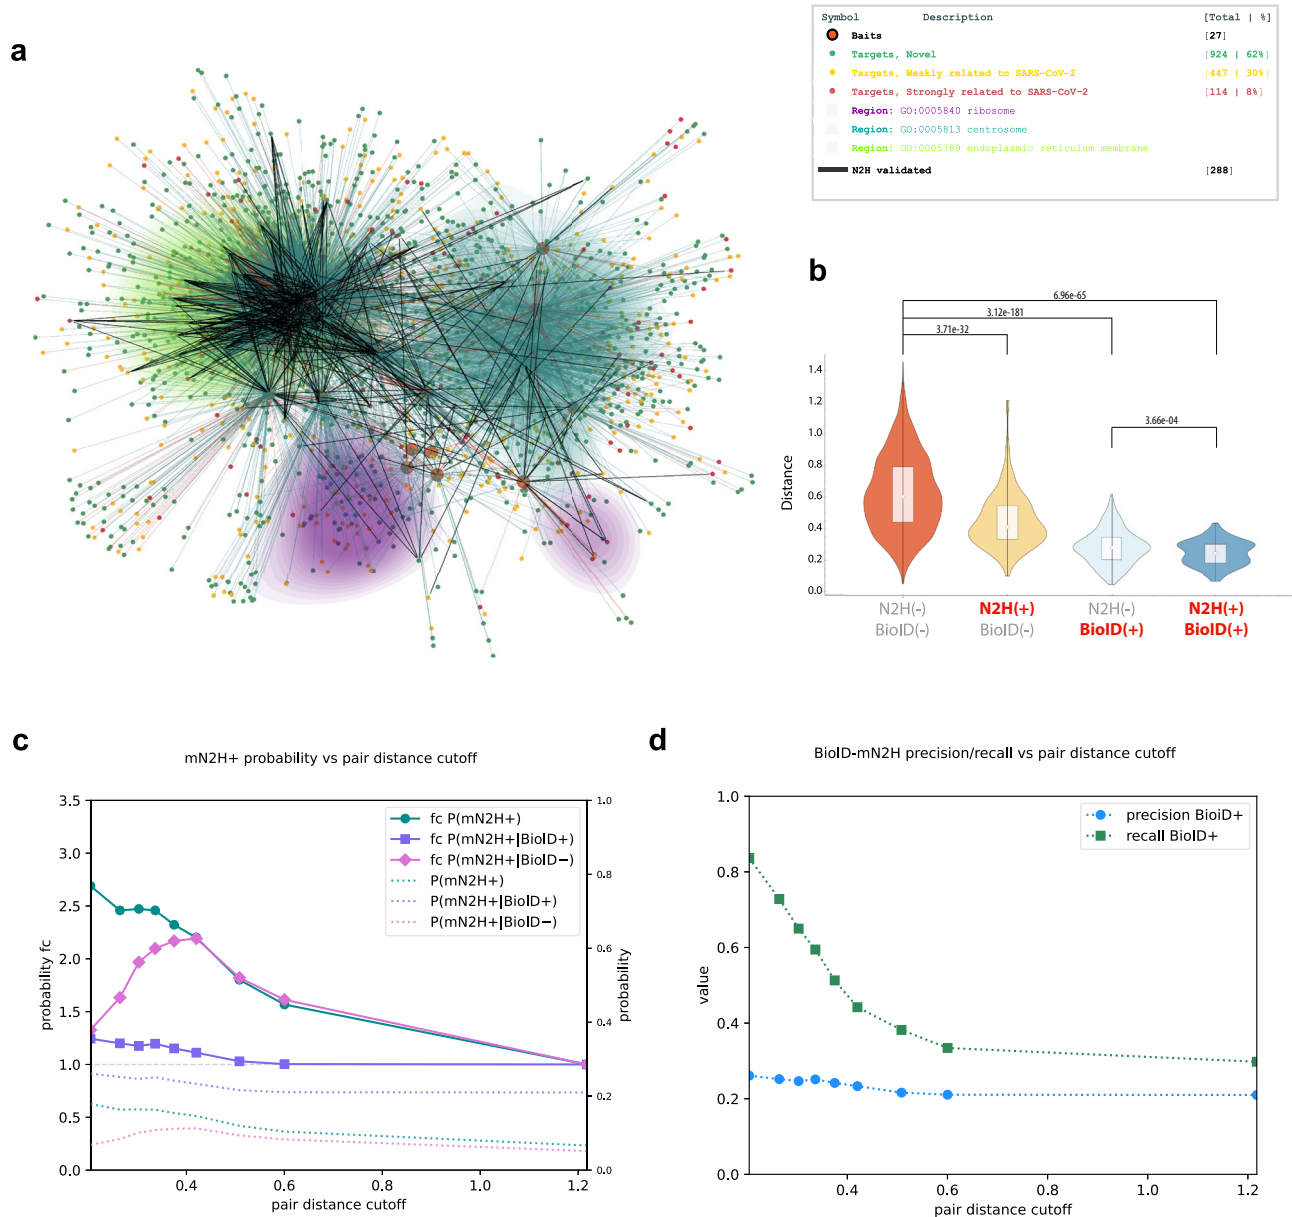 a
Symbol Description [Total | %]
Baits [27]
Targets, Novel [924 | 62%]
Targets, Weakly related to SARS-CoV-2 [447 | 30%]
Targets, Strongly related to SARS-CoV-2 [114 | 8%]
Region: GO:0005840 ribosome
Region: GO:0005813 centrosome
Region: GO:0005789 endoplasmic reticulum membrane
N2H validated [288]
b
6.96e-65
3.12e-181
3.71e-32
3.66e-04
Distance
1.4
1.2
1.0
0.8
0.6
0.4
0.2
0.0
N2H(-) N2H(+) N2H(-) N2H(+)
BioID(-) BioID(-) BioID(+) BioID(+)
c
mN2H+ probability vs pair distance cutoff
fc P(mN2H+)
fc P(mN2H+|BioID+)
fc P(mN2H+|BioID−)
P(mN2H+)
P(mN2H+|BioID+)
P(mN2H+|BioID−)
probability fc
3.5
3.0
2.5
2.0
1.5
1.0
0.5
0.0
probability
1.0
0.8
0.6
0.4
0.2
0.0
0.4 0.6 0.8 1.0 1.2
pair distance cutoff
d
BioID-mN2H precision/recall vs pair distance cutoff
precision BioiD+
recall BioID+
value
1.0
0.8
0.6
0.4
0.2
0.0
0.4 0.6 0.8 1.0 1.2
pair distance cutoff